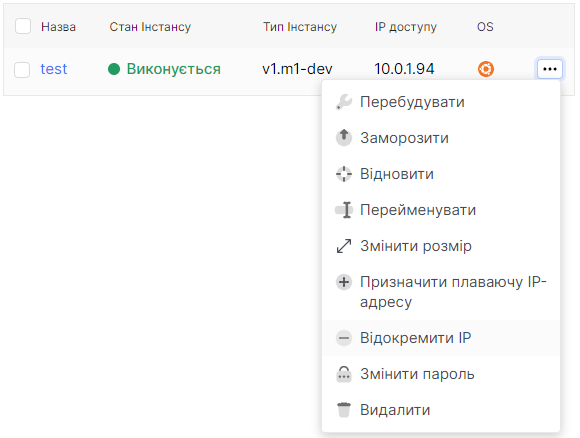 Назва Стан Інстансу Тип Інстансу IP доступу OS
test Виконується v1.m1-dev 10.0.1.94
Перебудувати
Заморозити
Відновити
Перейменувати
Змінити розмір
Призначити плаваючу IP-
адресу
Відокремити IP
Змінити пароль
Видалити